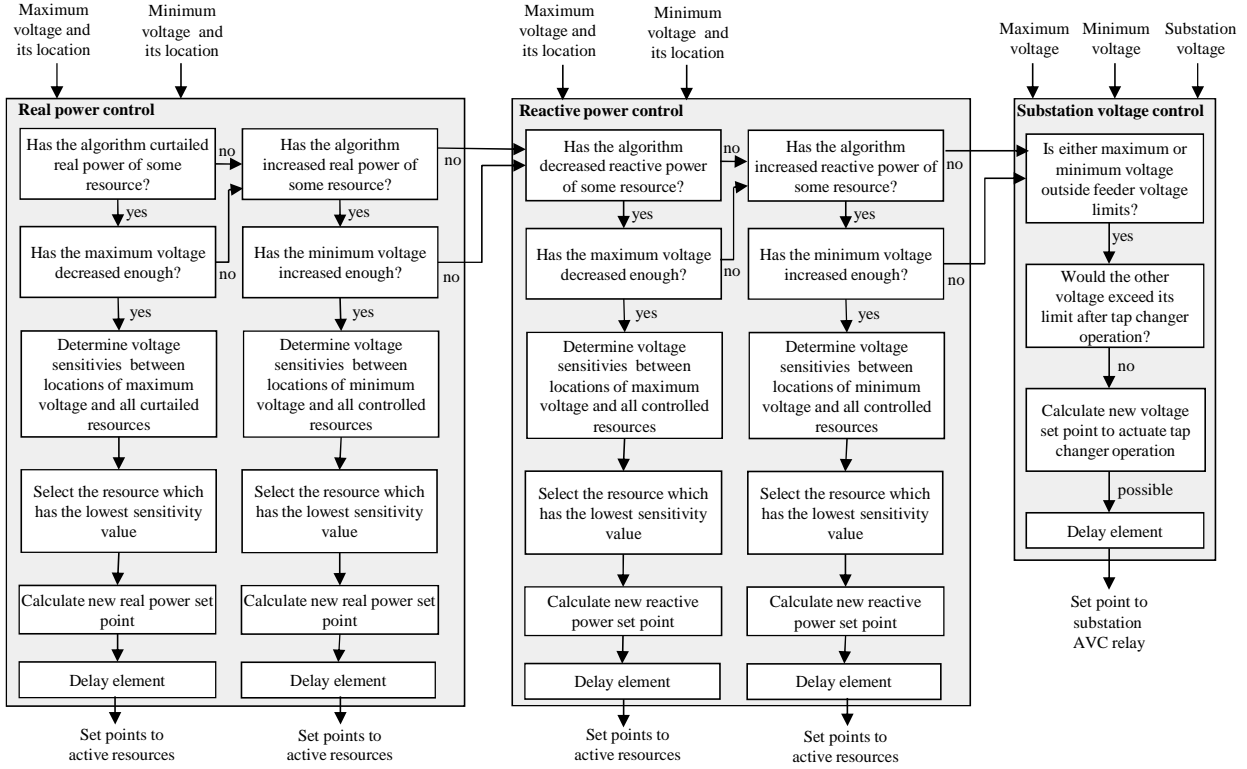 Maximum
voltage and
its location
Minimum
voltage and
its location
Real power control
Has the algorithm curtailed
real power of some
resource?
no
yes
Has the maximum voltage
decreased enough?
no
yes
Determine voltage
sensitivies between
locations of maximum
voltage and all curtailed
resources
Select the resource which
has the lowest sensitivity
value
Calculate new real power set
point
Delay element
Set points to
active resources
Has the algorithm
increased real power of
some resource?
no
yes
Has the minimum voltage
increased enough?
no
yes
Determine voltage
sensitivies between
locations of minimum
voltage and all controlled
resources
Select the resource which
has the lowest sensitivity
value
Calculate new real power set
point
Delay element
Set points to
active resources
Maximum
voltage and
its location
Minimum
voltage and
its location
Reactive power control
Has the algorithm
decreased reactive power
of some resource?
no
yes
Has the maximum voltage
decreased enough?
no
yes
Determine voltage
sensitivies between
locations of maximum
voltage and all controlled
resources
Select the resource which
has the lowest sensitivity
value
Calculate new reactive
power set point
Delay element
Set points to
active resources
Has the algorithm
increased reactive power of
some resource?
no
yes
Has the minimum voltage
increased enough?
no
yes
Determine voltage
sensitivies between
locations of minimum
voltage and all controlled
resources
Select the resource which
has the lowest sensitivity
value
Calculate new reactive
power set point
Delay element
Set points to
active resources
Maximum
voltage
Minimum
voltage
Substation
voltage
Substation voltage control
Is either maximum or
minimum voltage
outside feeder voltage
limits?
yes
Would the other
voltage exceed its
limit after tap changer
operation?
no
Calculate new voltage
set point to actuate tap
changer operation
possible
Delay element
Set point to
substation
AVC relay